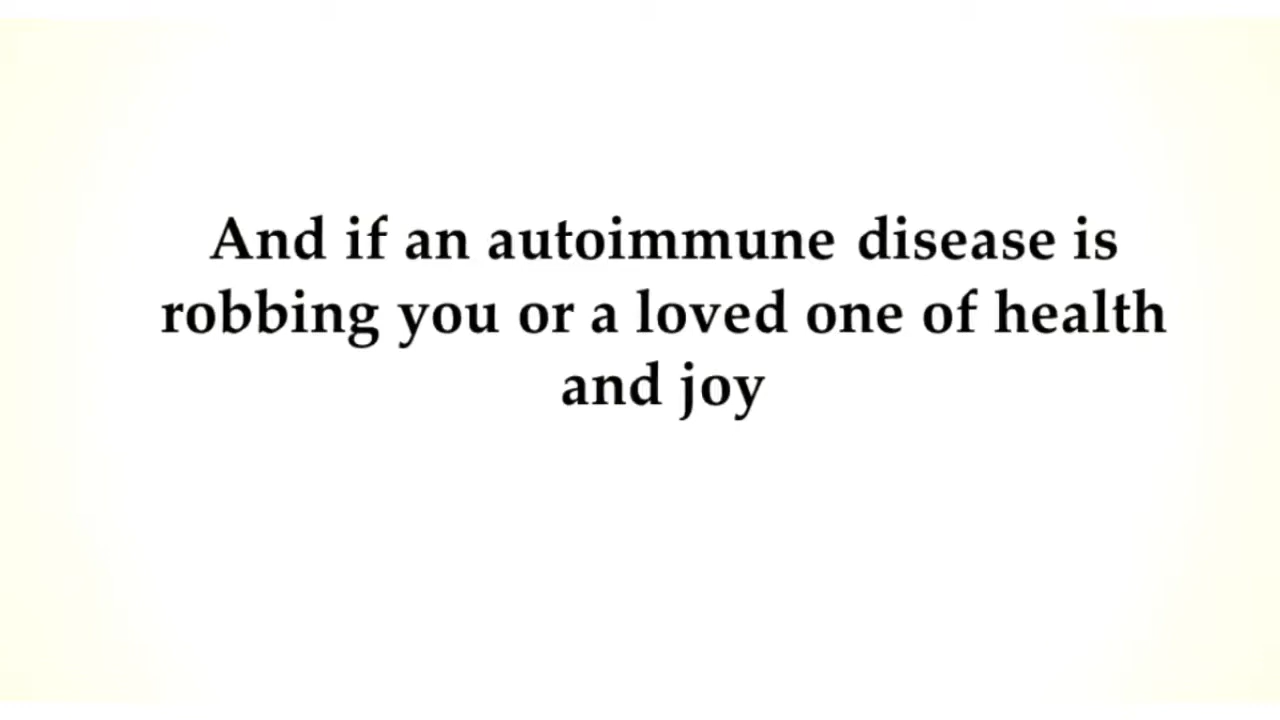 And if an autoimmune disease is
robbing you or a loved one of health
and joy